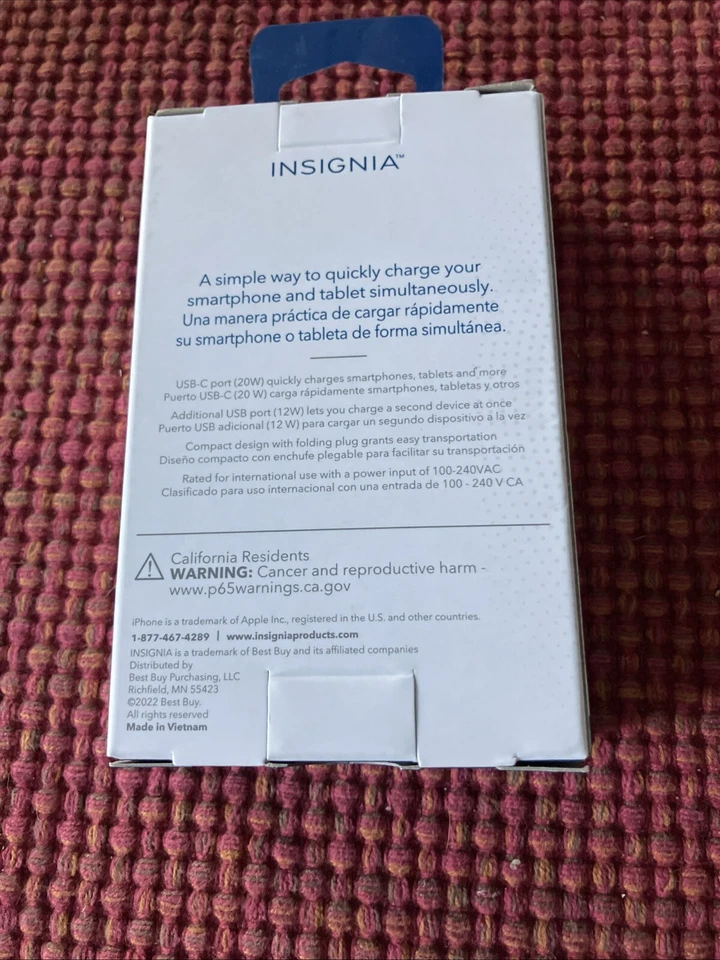 INSIGNIA™
A simple way to quickly charge your
smartphone and tablet simultaneously.
Una manera práctica de cargar rápidamente
su smartphone o tableta de forma simultánea.
USB-C port (20W) quickly charges smartphones, tablets and more
Puerto USB-C (20 W) carga rápidamente smartphones, tabletas y otros
Additional USB port (12W) lets you charge a second device at once
Puerto USB adicional (12 W) para cargar un segundo dispositivo a la vez
Compact design with folding plug grants easy transportation
Diseño compacto con enchufe plegable para facilitar su transportación
Rated for international use with a power input of 100-240VAC
Clasificado para uso internacional con una entrada de 100 - 240 V CA
California Residents
WARNING: Cancer and reproductive harm -
www.p65warnings.ca.gov
iPhone is a trademark of Apple Inc., registered in the U.S. and other countries.
1-877-467-4289 | www.insigniaproducts.com
INSIGNIA is a trademark of Best Buy and its affiliated companies
Distributed by
Best Buy Purchasing, LLC
Richfield, MN 55423
©2022 Best Buy.
All rights reserved
Made in Vietnam